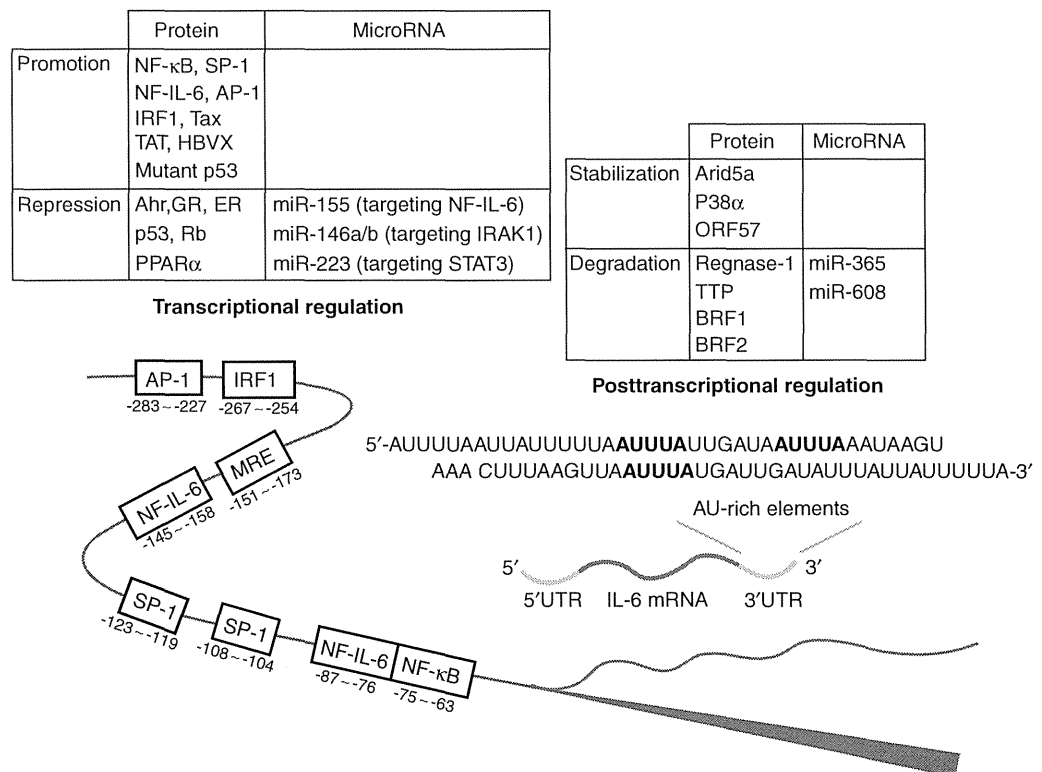 Protein MicroRNA
Promotion NF-κB, SP-1
NF-IL-6, AP-1
IRF1, Tax
TAT, HBVX
Mutant p53
Repression Ahr,GR, ER miR-155 (targeting NF-IL-6)
p53, Rb miR-146a/b (targeting IRAK1)
PPARα miR-223 (targeting STAT3)
Transcriptional regulation
Protein MicroRNA
Stabilization Arid5a
P38α
ORF57
Degradation Regnase-1 miR-365
TTP miR-608
BRF1
BRF2
Posttranscriptional regulation
AP-1 IRF1
-283~-227 -267~-254
MRE
-151~-173
NF-IL-6
-145~-158
SP-1
-123~-119
SP-1
-108~-104
NF-IL-6 NF-κB
-87~-76 -75~-63
5′-AUUUUAAUUAUUUUUAAUUUAUUGAUAAUUUAAAUAAGU
AAA CUUUAAGUUAAUUUAUGAUUGAUAUUUAUUAUUUUUA-3′
AU-rich elements
5′ 3′
5′UTR IL-6 mRNA 3′UTR